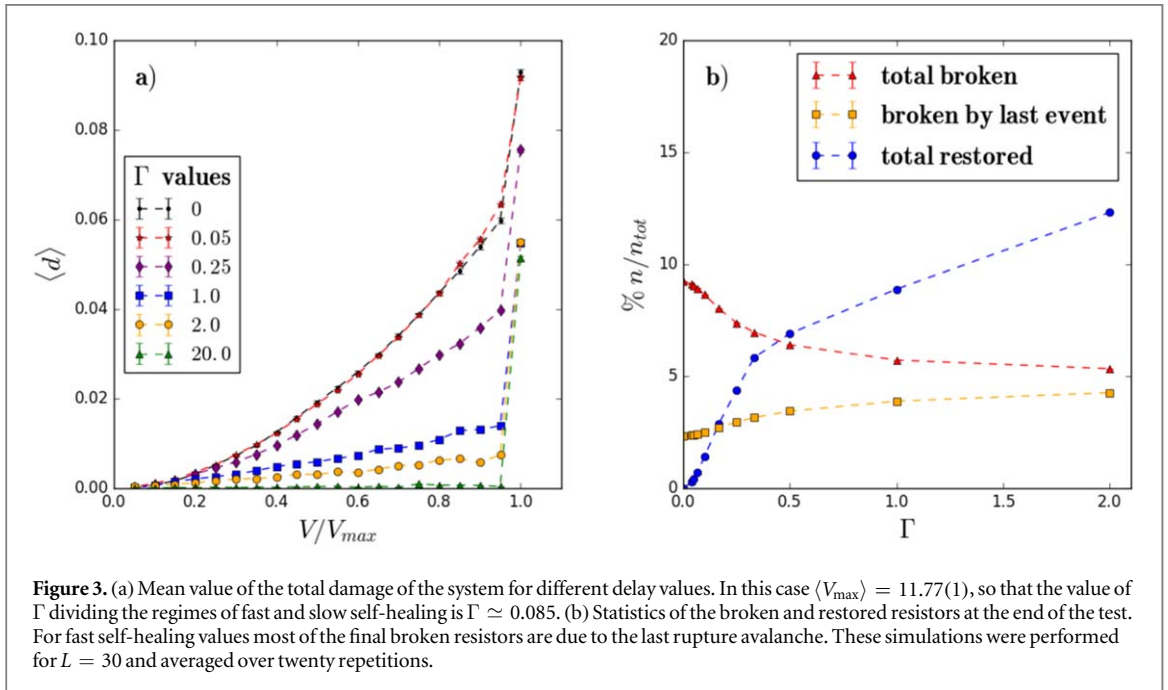 a)
0.10
0.08
0.06
0.04
0.02
0.00
⟨d⟩
Γ values
0
0.05
0.25
1.0
2.0
20.0
0.0 0.2 0.4 0.6 0.8 1.0
V/V_max
b)
20
15
10
5
0
% n/n_tot
total broken
broken by last event
total restored
0.0 0.5 1.0 1.5 2.0
Γ
Figure 3. (a) Mean value of the total damage of the system for different delay values. In this case ⟨V_max⟩ = 11.77(1), so that the value of
Γ dividing the regimes of fast and slow self-healing is Γ ≃ 0.085. (b) Statistics of the broken and restored resistors at the end of the test.
For fast self-healing values most of the final broken resistors are due to the last rupture avalanche. These simulations were performed
for L = 30 and averaged over twenty repetitions.